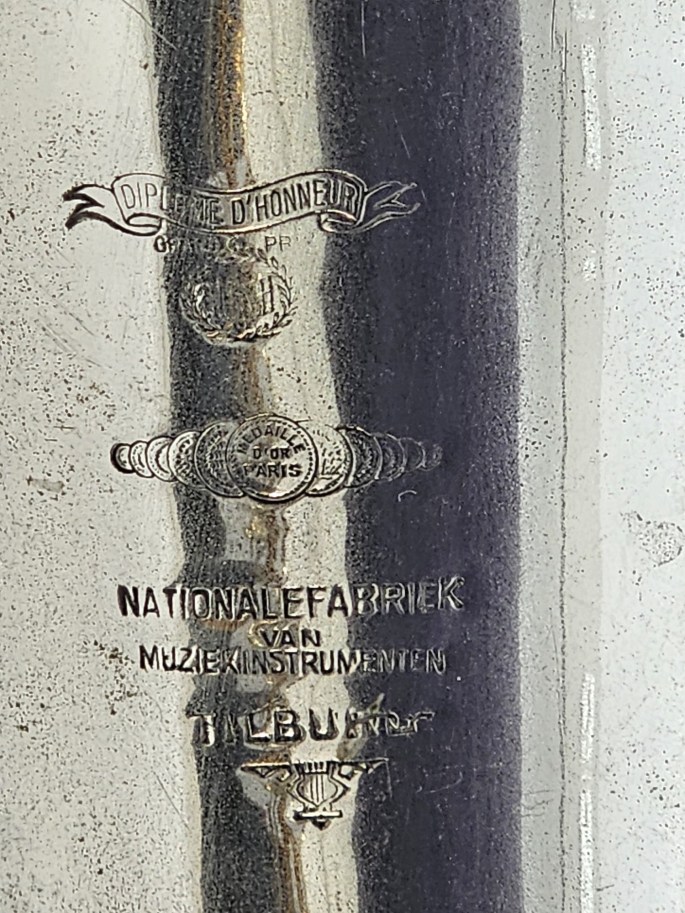 DIPLOME D'HONNEUR
MEDAILLE
D'OR
PARIS
NATIONALEFABRIEK
VAN
MUZIEKINSTRUMENTEN
TILBURG